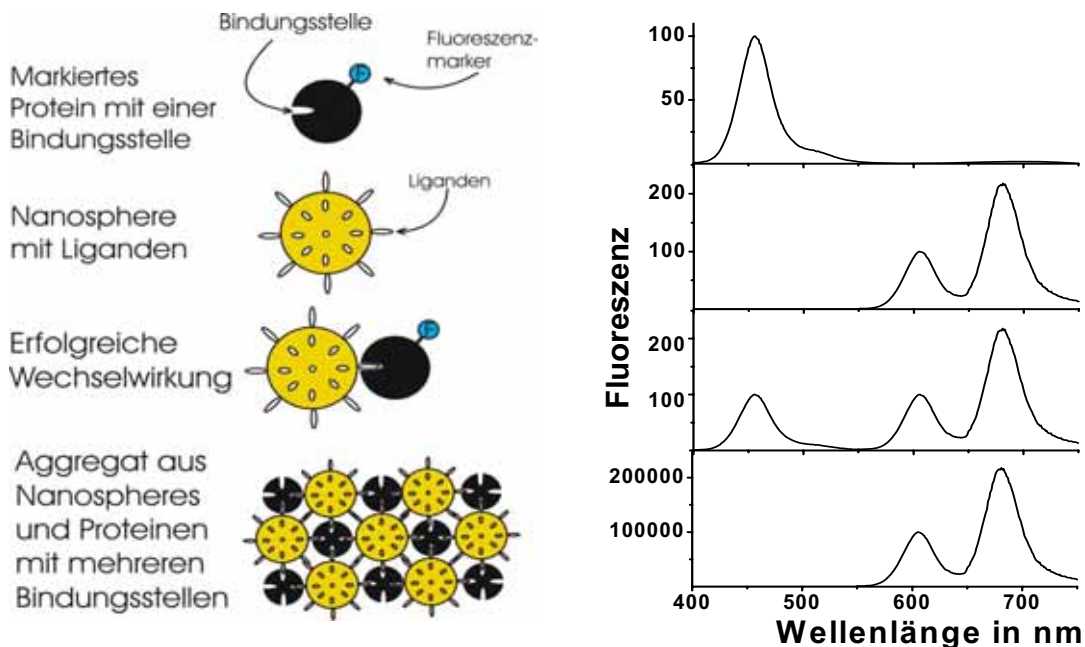 Bindungsstelle
Fluoreszenz-
marker
F
Markiertes
Protein mit einer
Bindungsstelle
Liganden
Nanosphere
mit Liganden
F
Erfolgreiche
Wechselwirkung
Aggregat aus
Nanospheres
und Proteinen
mit mehreren
Bindungsstellen
Fluoreszenz
100
50
200
100
200
100
200000
100000
400 500 600 700
Wellenlänge in nm